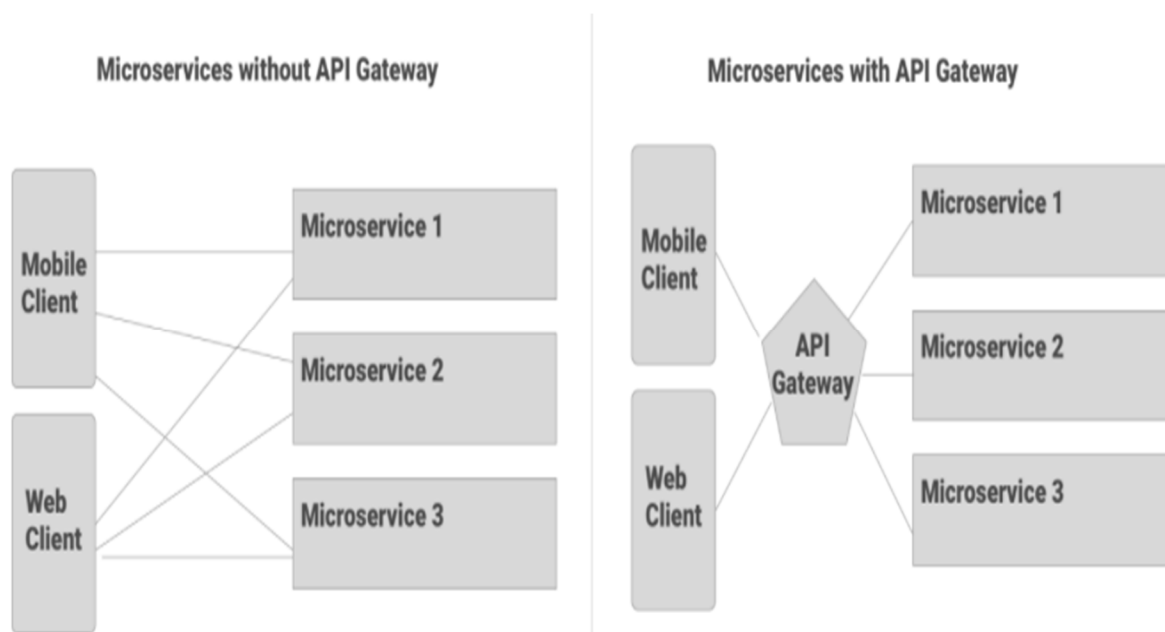 Microservices without API Gateway
Mobile
Client
Web
Client
Microservice 1
Microservice 2
Microservice 3
Microservices with API Gateway
Mobile
Client
Web
Client
API
Gateway
Microservice 1
Microservice 2
Microservice 3